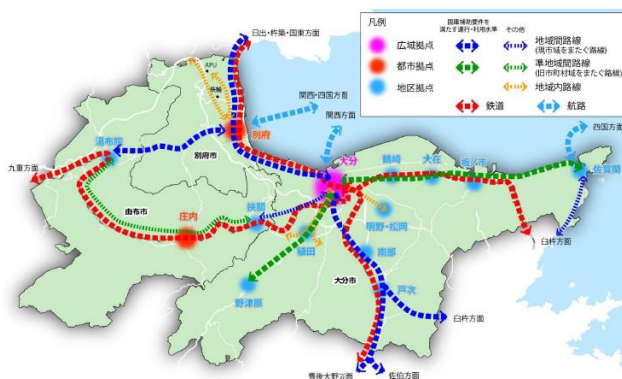 凡例
国庫補助要件を
満たす運行・利用水準
その他
広域拠点
都市拠点
地区拠点
地域間路線
(現市域をまたぐ路線)
準地域間路線
(旧市町村域をまたぐ路線)
地域内路線
鉄道
航路
日出・杵築・国東方面
APU
鉄輪
関西・四国方面
関西方面
四国方面
別府
湯布院
別府市
九重方面
大分
鶴崎
大在
坂ノ市
佐賀関
由布市
庄内
挾間
稙田
明野・松岡
臼杵方面
南部
大分市
野津原
戸次
臼杵方面
豊後大野方面
佐伯方面